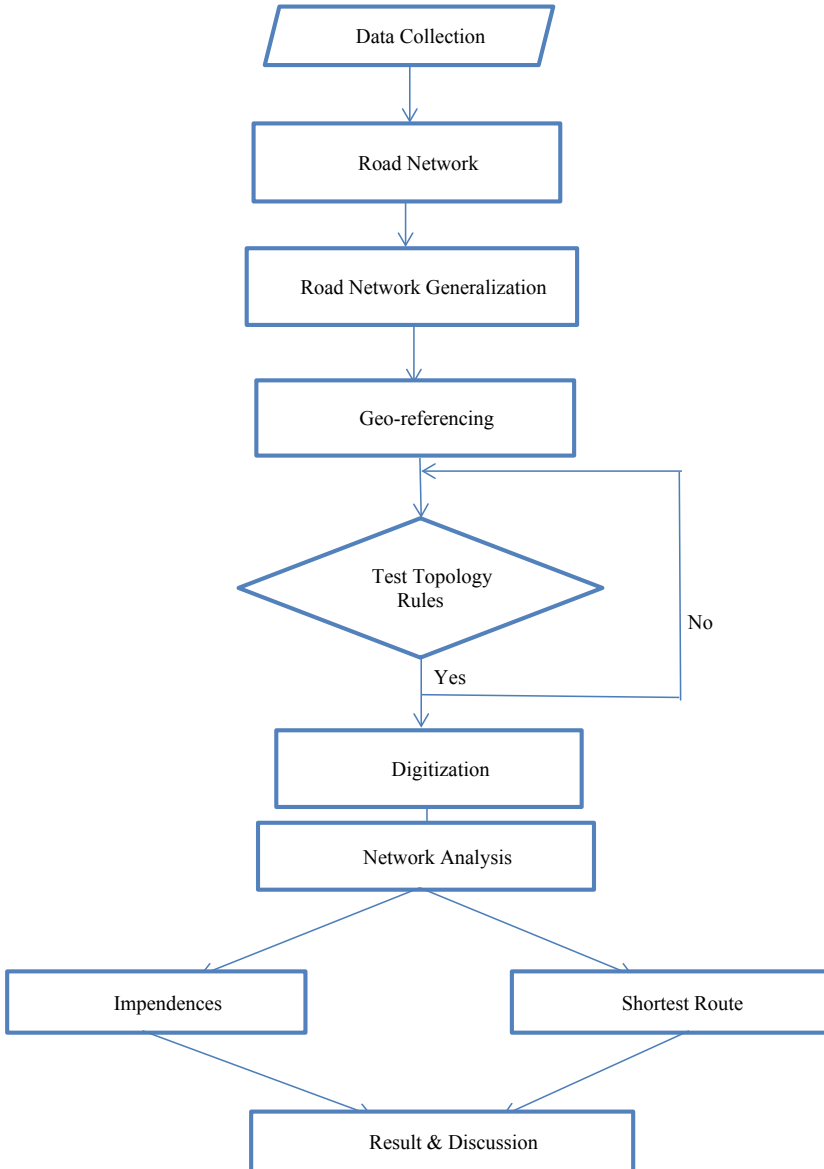 Data Collection
Road Network
Road Network Generalization
Geo-referencing
Test Topology
Rules
No
Yes
Digitization
Network Analysis
Impendences
Shortest Route
Result & Discussion